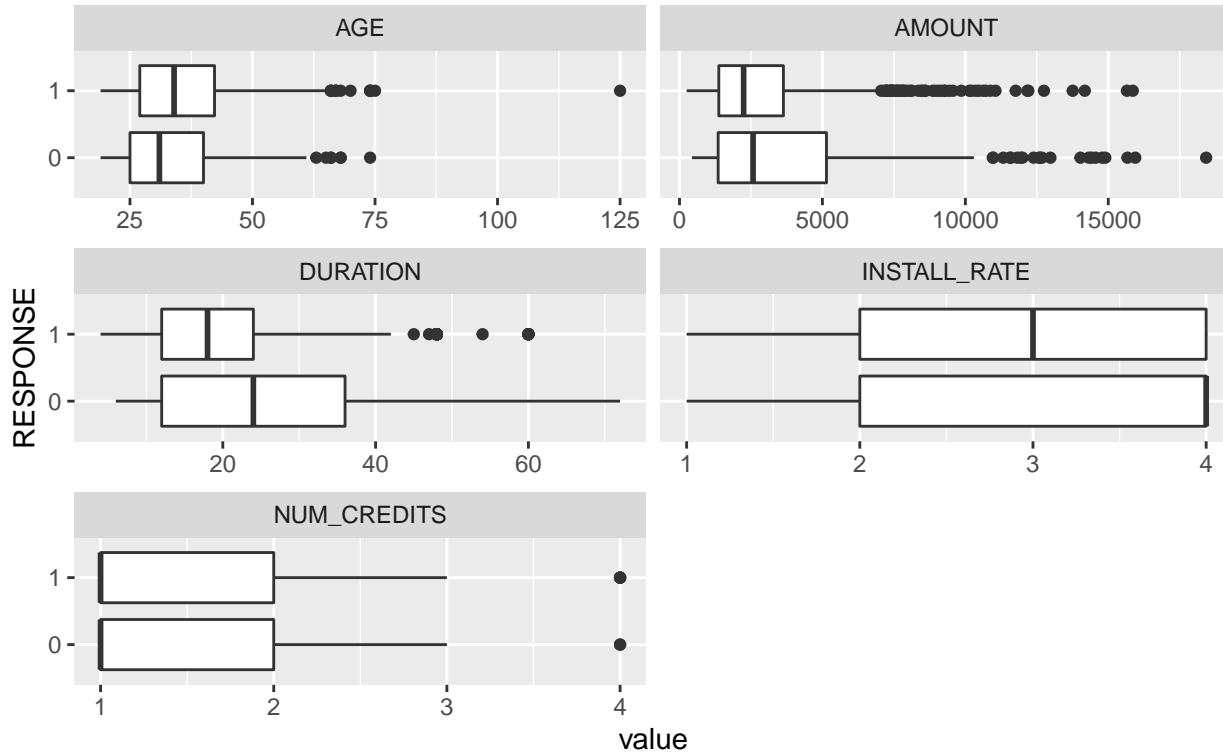 AGE
AMOUNT
1
0
25 50 75 100 125
0 5000 10000 15000
DURATION
INSTALL_RATE
1
0
20 40 60
1 2 3 4
NUM_CREDITS
1
0
1 2 3 4
RESPONSE
value